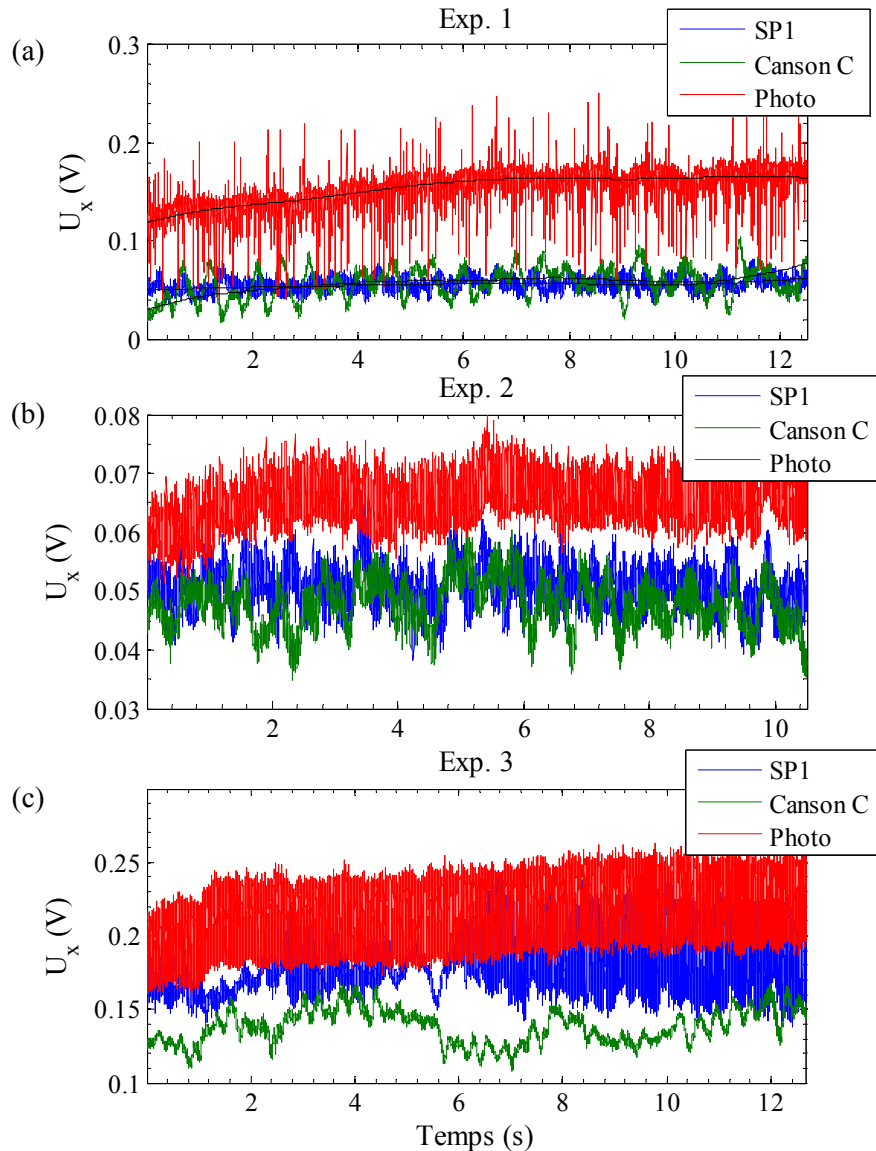 Exp. 1
(a)
SP1
Canson C
Photo
0.3
0.2
0.1
0
U_x (V)
2 4 6 8 10 12
Exp. 2
(b)
SP1
Canson C
Photo
0.08
0.07
0.06
0.05
0.04
0.03
U_x (V)
2 4 6 8 10
Exp. 3
(c)
SP1
Canson C
Photo
0.25
0.2
0.15
0.1
U_x (V)
2 4 6 8 10 12
Temps (s)